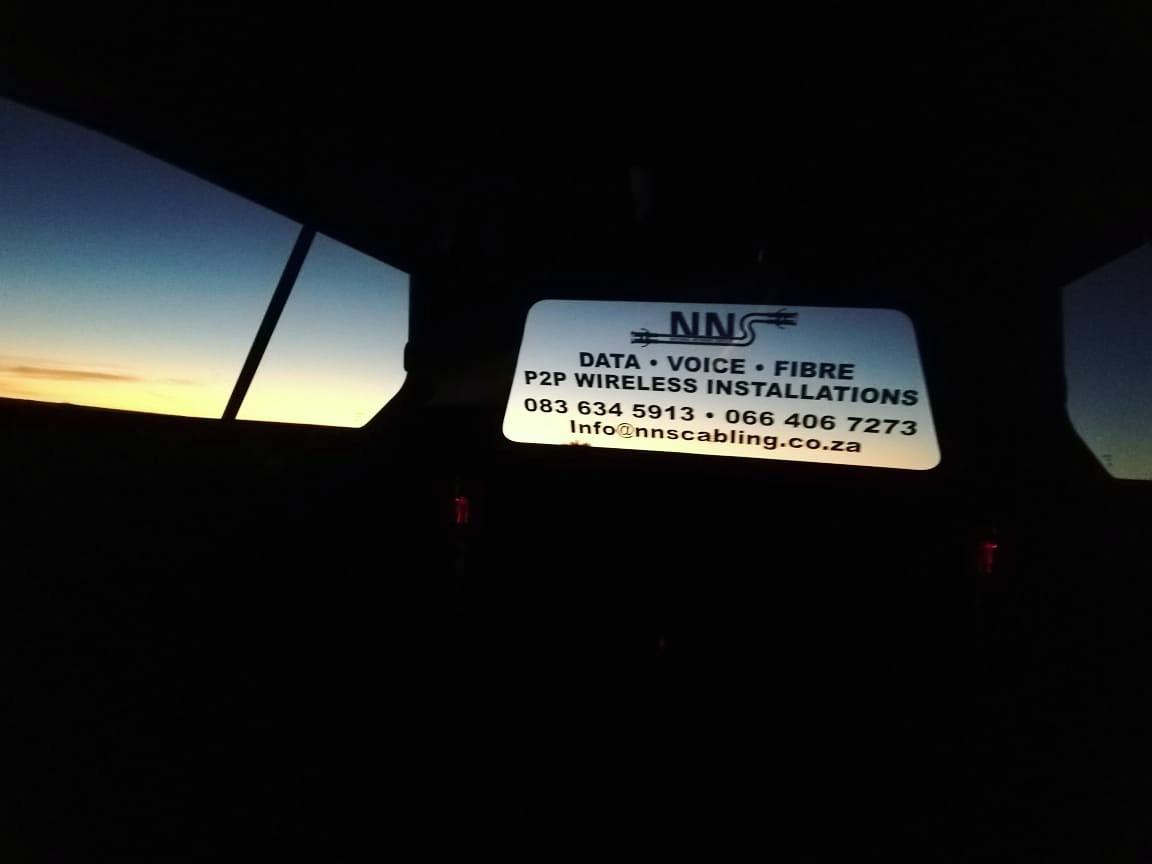 NNS
DATA • VOICE • FIBRE
P2P WIRELESS INSTALLATIONS
083 634 5913 • 066 406 7273
Info@nnscabling.co.za